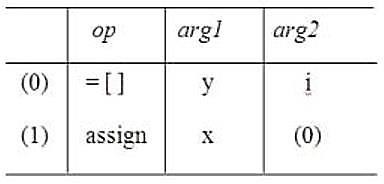 op arg1 arg2
(0) =[] y i
(1) assign x (0)